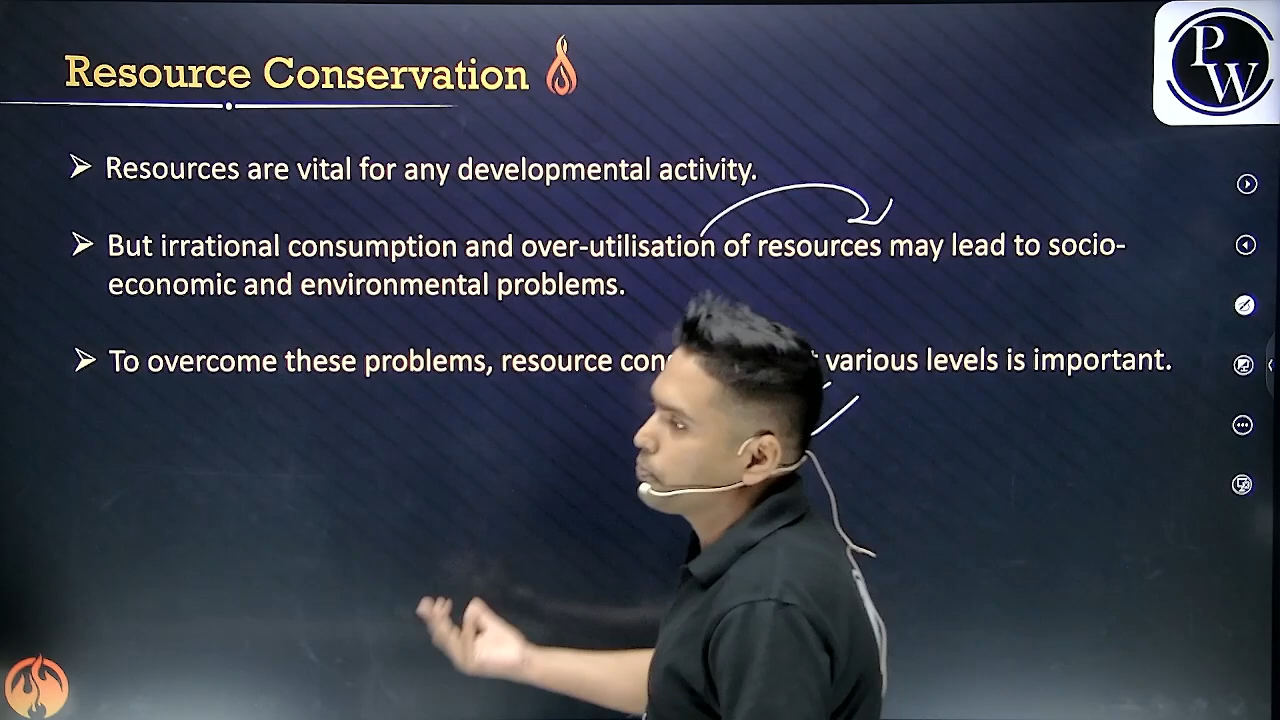 Resource Conservation
PW
Resources are vital for any developmental activity.
But irrational consumption and over-utilisation of resources may lead to socio-
economic and environmental problems.
To overcome these problems, resource con t various levels is important.